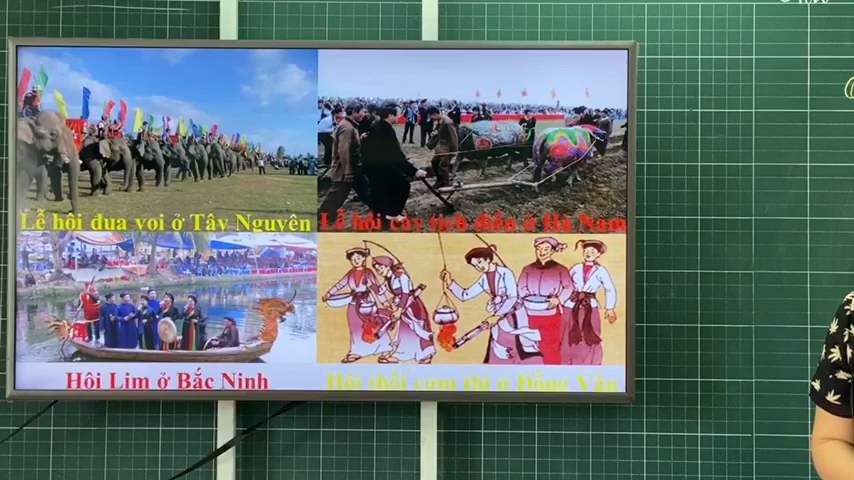 Lễ hội đua voi ở Tây Nguyên
Lễ hội cày tịch điền ở Hà Nam
Hội Lim ở Bắc Ninh
Hội thổi cơm thi ở Đồng Vân